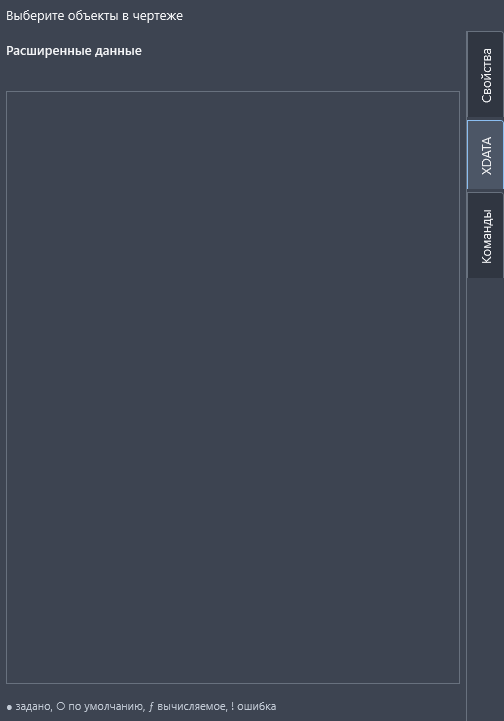 Выберите объекты в чертеже
Расширенные данные
Свойства
XDATA
Команды
● задано, ○ по умолчанию, ƒ вычисляемое, ! ошибка